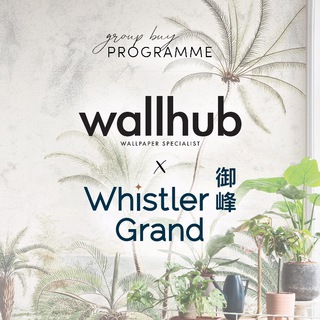 group buy
PROGRAMME
wallhub
WALLPAPER SPECIALIST
x
Whistler 御峰
Grand